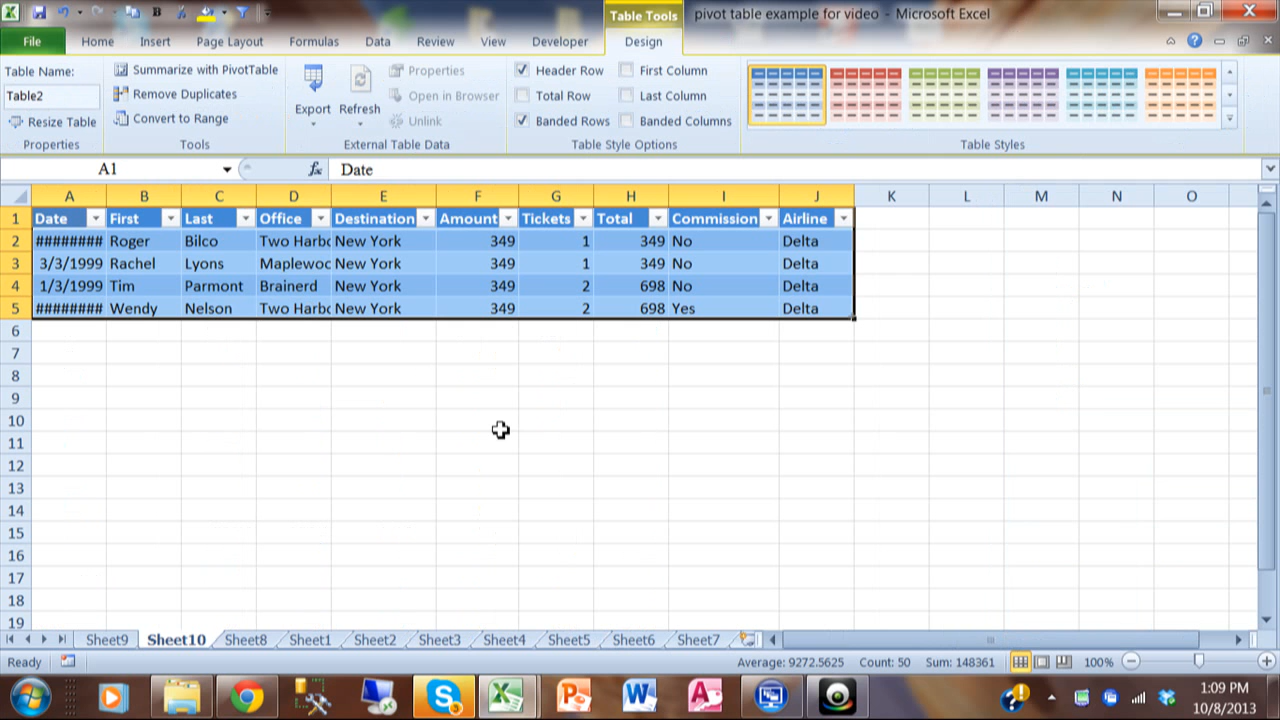 Table Tools
pivot table example for video - Microsoft Excel
File Home Insert Page Layout Formulas Data Review View Developer Design
Table Name:
Table2
Resize Table
Properties
Summarize with PivotTable
Remove Duplicates
Convert to Range
Tools
Export
Refresh
Properties
Open in Browser
Unlink
External Table Data
Header Row
Total Row
Banded Rows
First Column
Last Column
Banded Columns
Table Style Options
Table Styles
A1 fx Date
A B C D E F G H I J K L M N O
1 Date First Last Office Destination Amount Tickets Total Commission Airline
2 ######## Roger Bilco Two Harbo New York 349 1 349 No Delta
3 3/3/1999 Rachel Lyons Maplewoo New York 349 1 349 No Delta
4 1/3/1999 Tim Parmont Brainerd New York 349 2 698 No Delta
5 ######## Wendy Nelson Two Harbo New York 349 2 698 Yes Delta
6
7
8
9
10
11
12
13
14
15
16
17
18
19
Sheet9 Sheet10 Sheet8 Sheet1 Sheet2 Sheet3 Sheet4 Sheet5 Sheet6 Sheet7
Ready Average: 9272.5625 Count: 50 Sum: 148361 100%
1:09 PM
10/8/2013